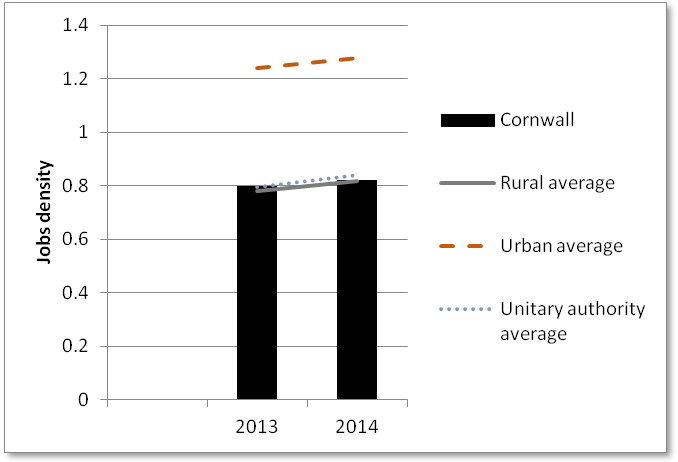 1.4
1.2
1
0.8
0.6
0.4
0.2
0
Jobs density
2013
2014
Cornwall
Rural average
Urban average
Unitary authority
average